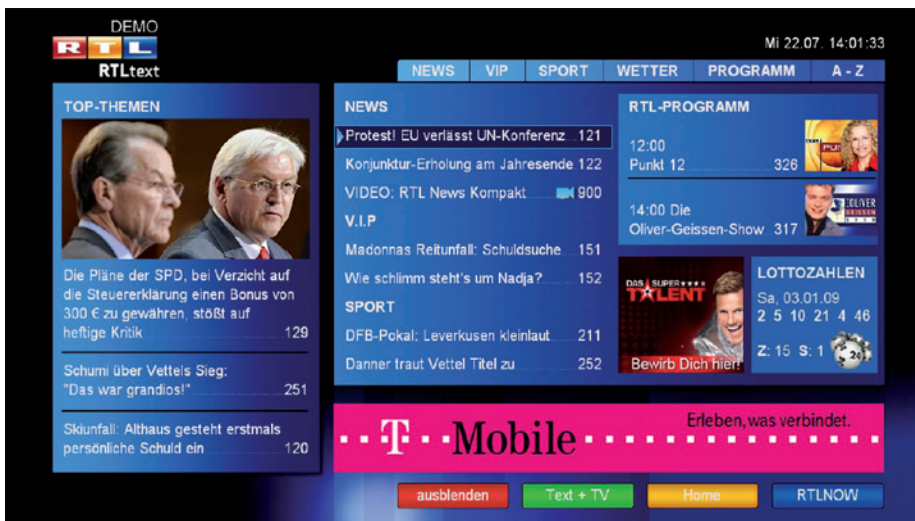 DEMO
RTL
RTLtext
Mi 22.07. 14:01:33
NEWS VIP SPORT WETTER PROGRAMM A - Z
TOP-THEMEN
Die Pläne der SPD, bei Verzicht auf
die Steuererklärung einen Bonus von
300 € zu gewähren, stößt auf
heftige Kritik 129
Schumi über Vettels Sieg:
"Das war grandios!" 251
Skiunfall: Althaus gesteht erstmals
persönliche Schuld ein 120
NEWS
Protest! EU verlässt UN-Konferenz 121
Konjunktur-Erholung am Jahresende 122
VIDEO: RTL News Kompakt 900
V.I.P
Madonnas Reitunfall: Schuldsuche 151
Wie schlimm steht's um Nadja? 152
SPORT
DFB-Pokal: Leverkusen kleinlaut 211
Danner traut Vettel Titel zu 252
RTL-PROGRAMM
12:00
Punkt 12 326
14:00 Die
Oliver-Geissen-Show 317
OLIVER
GEISSEN
DAS SUPER
TALENT
Bewirb Dich hier!
LOTTOZAHLEN
Sa, 03.01.09
2 5 10 21 4 46
Z: 15 S: 1
T Mobile
Erleben, was verbindet.
ausblenden Text + TV Home RTLNOW